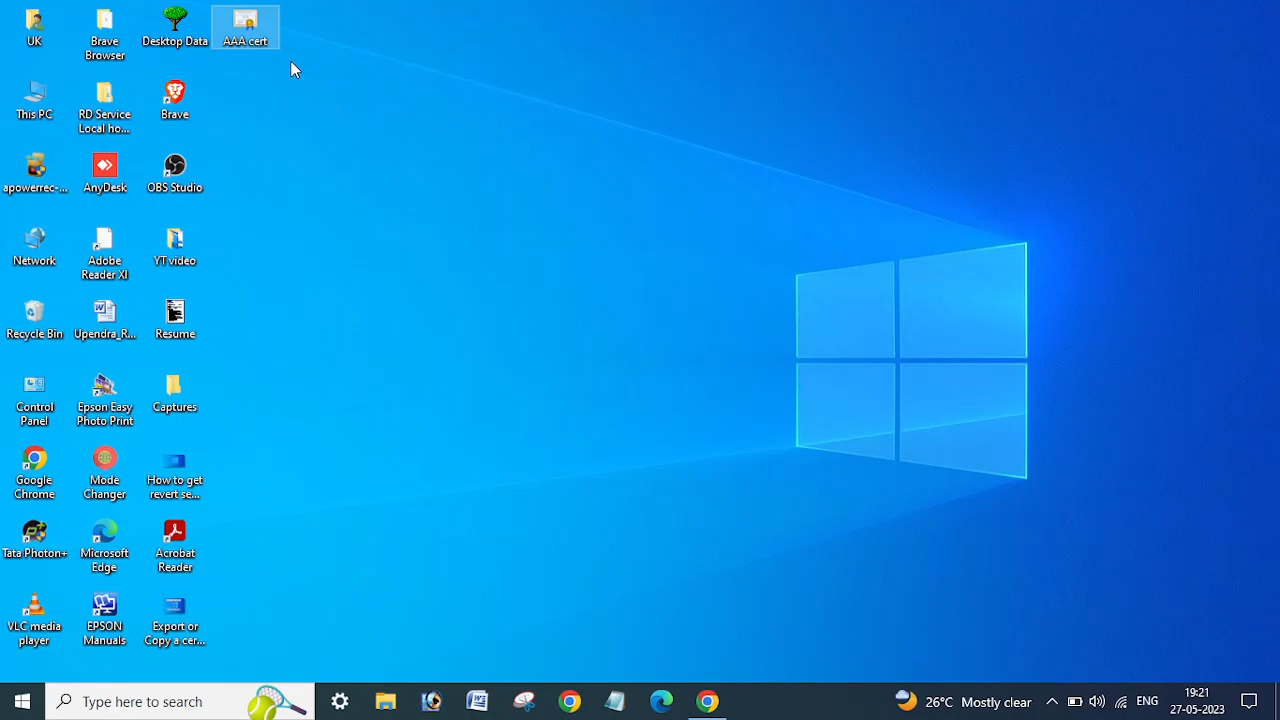 UK
Brave
Browser
Desktop Data
AAA cert
This PC
RD Service
Local ho...
Brave
apowerrec-...
AnyDesk
OBS Studio
Network
Adobe
Reader XI
YT video
Recycle Bin
Upendra_R...
Resume
Control
Panel
Epson Easy
Photo Print
Captures
Google
Chrome
Mode
Changer
How to get
revert se...
Tata Photon+
Microsoft
Edge
Acrobat
Reader
VLC media
player
EPSON
Manuals
Export or
Copy a cer...
Type here to search
26°C Mostly clear
ENG
19:21
27-05-2023